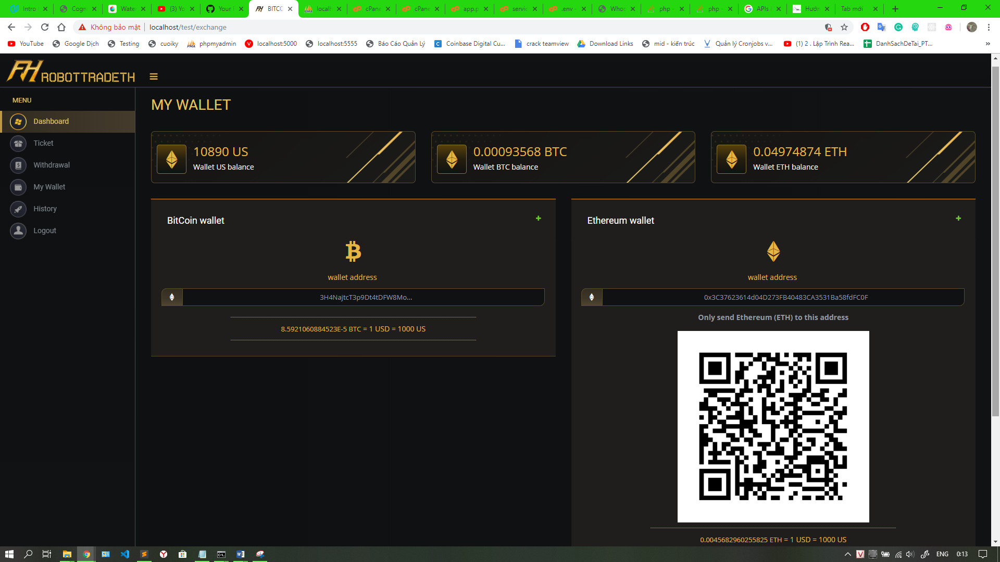 Intro
Cogn
Wate
(3) Yo
Your
BITCC
localh
cPane
cPane
app.p
servic
.env -
Whoc
php -
php -
APIs
Hướn
Tab mới
Không bảo mật
localhost/test/exchange
YouTube
Google Dịch
Testing
cuoiky
phpmyadmin
localhost:5000
localhost:5555
Báo Cáo Quản Lý
Coinbase Digital Cu...
crack teamview
Download Links
mid - kiến trúc
Quản lý Cronjobs v...
(1) 2 . Lập Trình Rea...
DanhSachDeTai_PT...
»
FH ROBOTTRADETH
MENU
Dashboard
Ticket
Withdrawal
My Wallet
History
Logout
MY WALLET
10890 US
Wallet US balance
0.00093568 BTC
Wallet BTC balance
0.04974874 ETH
Wallet ETH balance
BitCoin wallet
wallet address
3H4NajtcT3p9Dt4tDFW8Mo...
8.5921060884523E-5 BTC = 1 USD = 1000 US
Ethereum wallet
wallet address
0x3C37623614d04D273FB40483CA3531Ba58fdFC0F
Only send Ethereum (ETH) to this address
0.0045682960255825 ETH = 1 USD = 1000 US
ENG
0:13